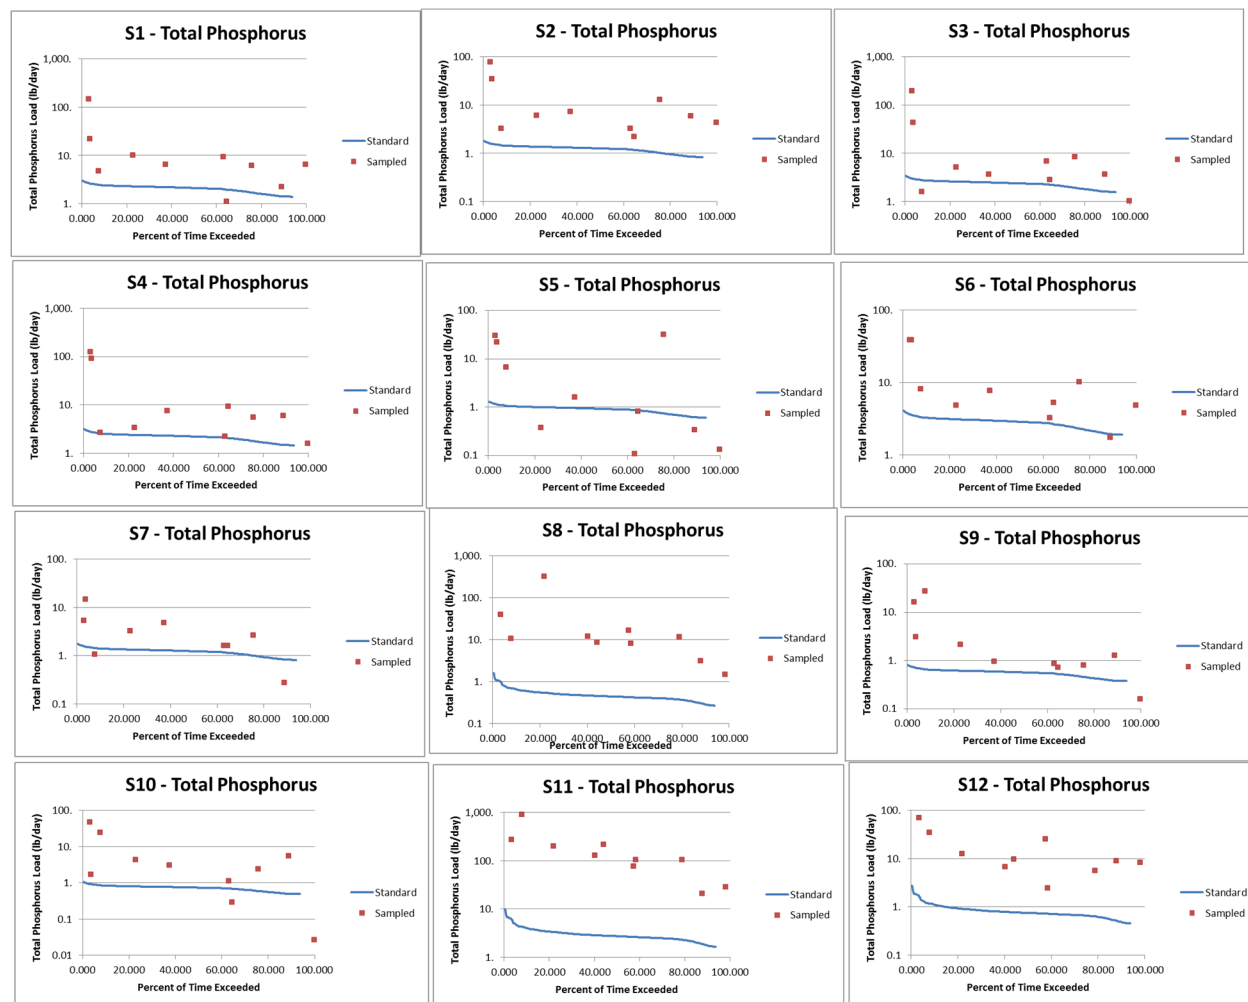 S1 - Total Phosphorus
Total Phosphorus Load (lb/day)
1,000.
100.
10.
1.
0.000 20.000 40.000 60.000 80.000 100.000
Percent of Time Exceeded
Standard
Sampled
S2 - Total Phosphorus
Total Phosphorus Load (lb/day)
100.
10.
1.
0.1
0.000 20.000 40.000 60.000 80.000 100.000
Percent of Time Exceeded
Standard
Sampled
S3 - Total Phosphorus
Total Phosphorus Load (lb/day)
1,000.
100.
10.
1.
0.000 20.000 40.000 60.000 80.000 100.000
Percent of Time Exceeded
Standard
Sampled
S4 - Total Phosphorus
Total Phosphorus Load (lb/day)
1,000.
100.
10.
1.
0.000 20.000 40.000 60.000 80.000 100.000
Percent of Time Exceeded
Standard
Sampled
S5 - Total Phosphorus
Total Phosphorus Load (lb/day)
100.
10.
1.
0.1
0.000 20.000 40.000 60.000 80.000 100.000
Percent of Time Exceeded
Standard
Sampled
S6 - Total Phosphorus
Total Phosphorus Load (lb/day)
100.
10.
1.
0.000 20.000 40.000 60.000 80.000 100.000
Percent of Time Exceeded
Standard
Sampled
S7 - Total Phosphorus
Total Phosphorus Load (lb/day)
100.
10.
1.
0.1
0.000 20.000 40.000 60.000 80.000 100.000
Percent of Time Exceeded
Standard
Sampled
S8 - Total Phosphorus
Total Phosphorus Load (lb/day)
1,000.
100.
10.
1.
0.1
0.000 20.000 40.000 60.000 80.000 100.000
Percent of Time Exceeded
Standard
Sampled
S9 - Total Phosphorus
Total Phosphorus Load (lb/day)
100.
10.
1.
0.1
0.000 20.000 40.000 60.000 80.000 100.000
Percent of Time Exceeded
Standard
Sampled
S10 - Total Phosphorus
Total Phosphorus Load (lb/day)
100.
10.
1.
0.1
0.01
0.000 20.000 40.000 60.000 80.000 100.000
Percent of Time Exceeded
Standard
Sampled
S11 - Total Phosphorus
Total Phosphorus Load (lb/day)
1,000.
100.
10.
1.
0.000 20.000 40.000 60.000 80.000 100.000
Percent of Time Exceeded
Standard
Sampled
S12 - Total Phosphorus
Total Phosphorus Load (lb/day)
100.
10.
1.
0.1
0.000 20.000 40.000 60.000 80.000 100.000
Percent of Time Exceeded
Standard
Sampled